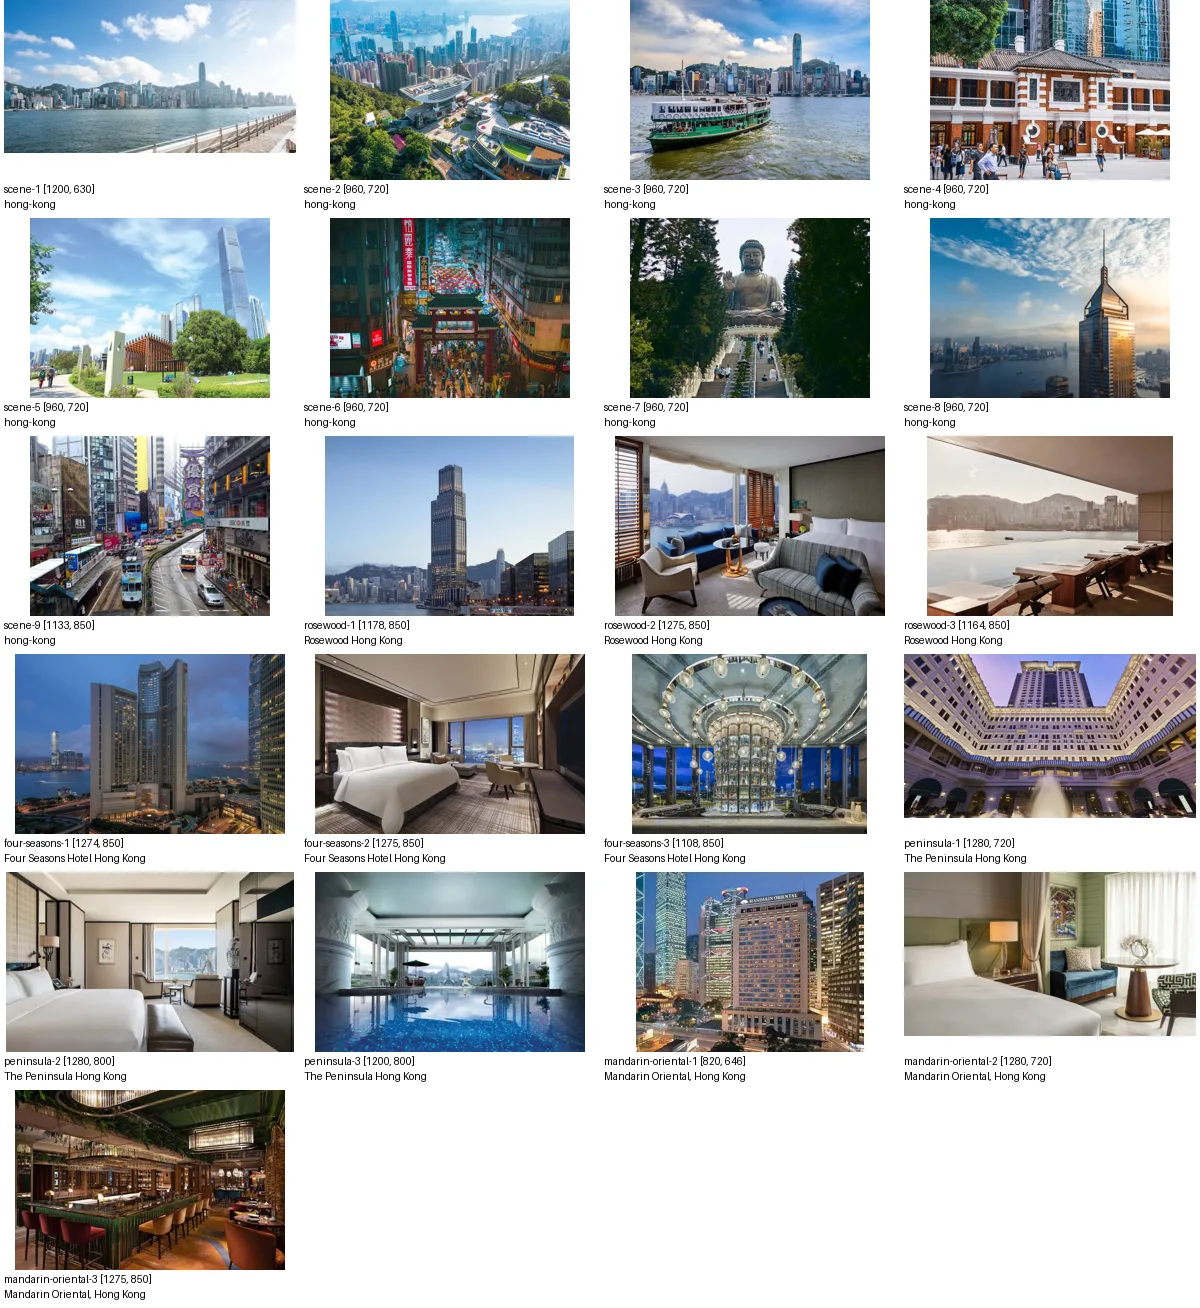 scene-1 [1200, 630]
hong-kong
scene-2 [960, 720]
hong-kong
scene-3 [960, 720]
hong-kong
scene-4 [960, 720]
hong-kong
scene-5 [960, 720]
hong-kong
scene-6 [960, 720]
hong-kong
scene-7 [960, 720]
hong-kong
scene-8 [960, 720]
hong-kong
scene-9 [1133, 850]
hong-kong
rosewood-1 [1178, 850]
Rosewood Hong Kong
rosewood-2 [1275, 850]
Rosewood Hong Kong
rosewood-3 [1164, 850]
Rosewood Hong Kong
four-seasons-1 [1274, 850]
Four Seasons Hotel Hong Kong
four-seasons-2 [1275, 850]
Four Seasons Hotel Hong Kong
four-seasons-3 [1108, 850]
Four Seasons Hotel Hong Kong
peninsula-1 [1280, 720]
The Peninsula Hong Kong
peninsula-2 [1280, 800]
The Peninsula Hong Kong
peninsula-3 [1200, 800]
The Peninsula Hong Kong
MANDARIN ORIENTAL
mandarin-oriental-1 [820, 646]
Mandarin Oriental, Hong Kong
mandarin-oriental-2 [1280, 720]
Mandarin Oriental, Hong Kong
mandarin-oriental-3 [1275, 850]
Mandarin Oriental, Hong Kong